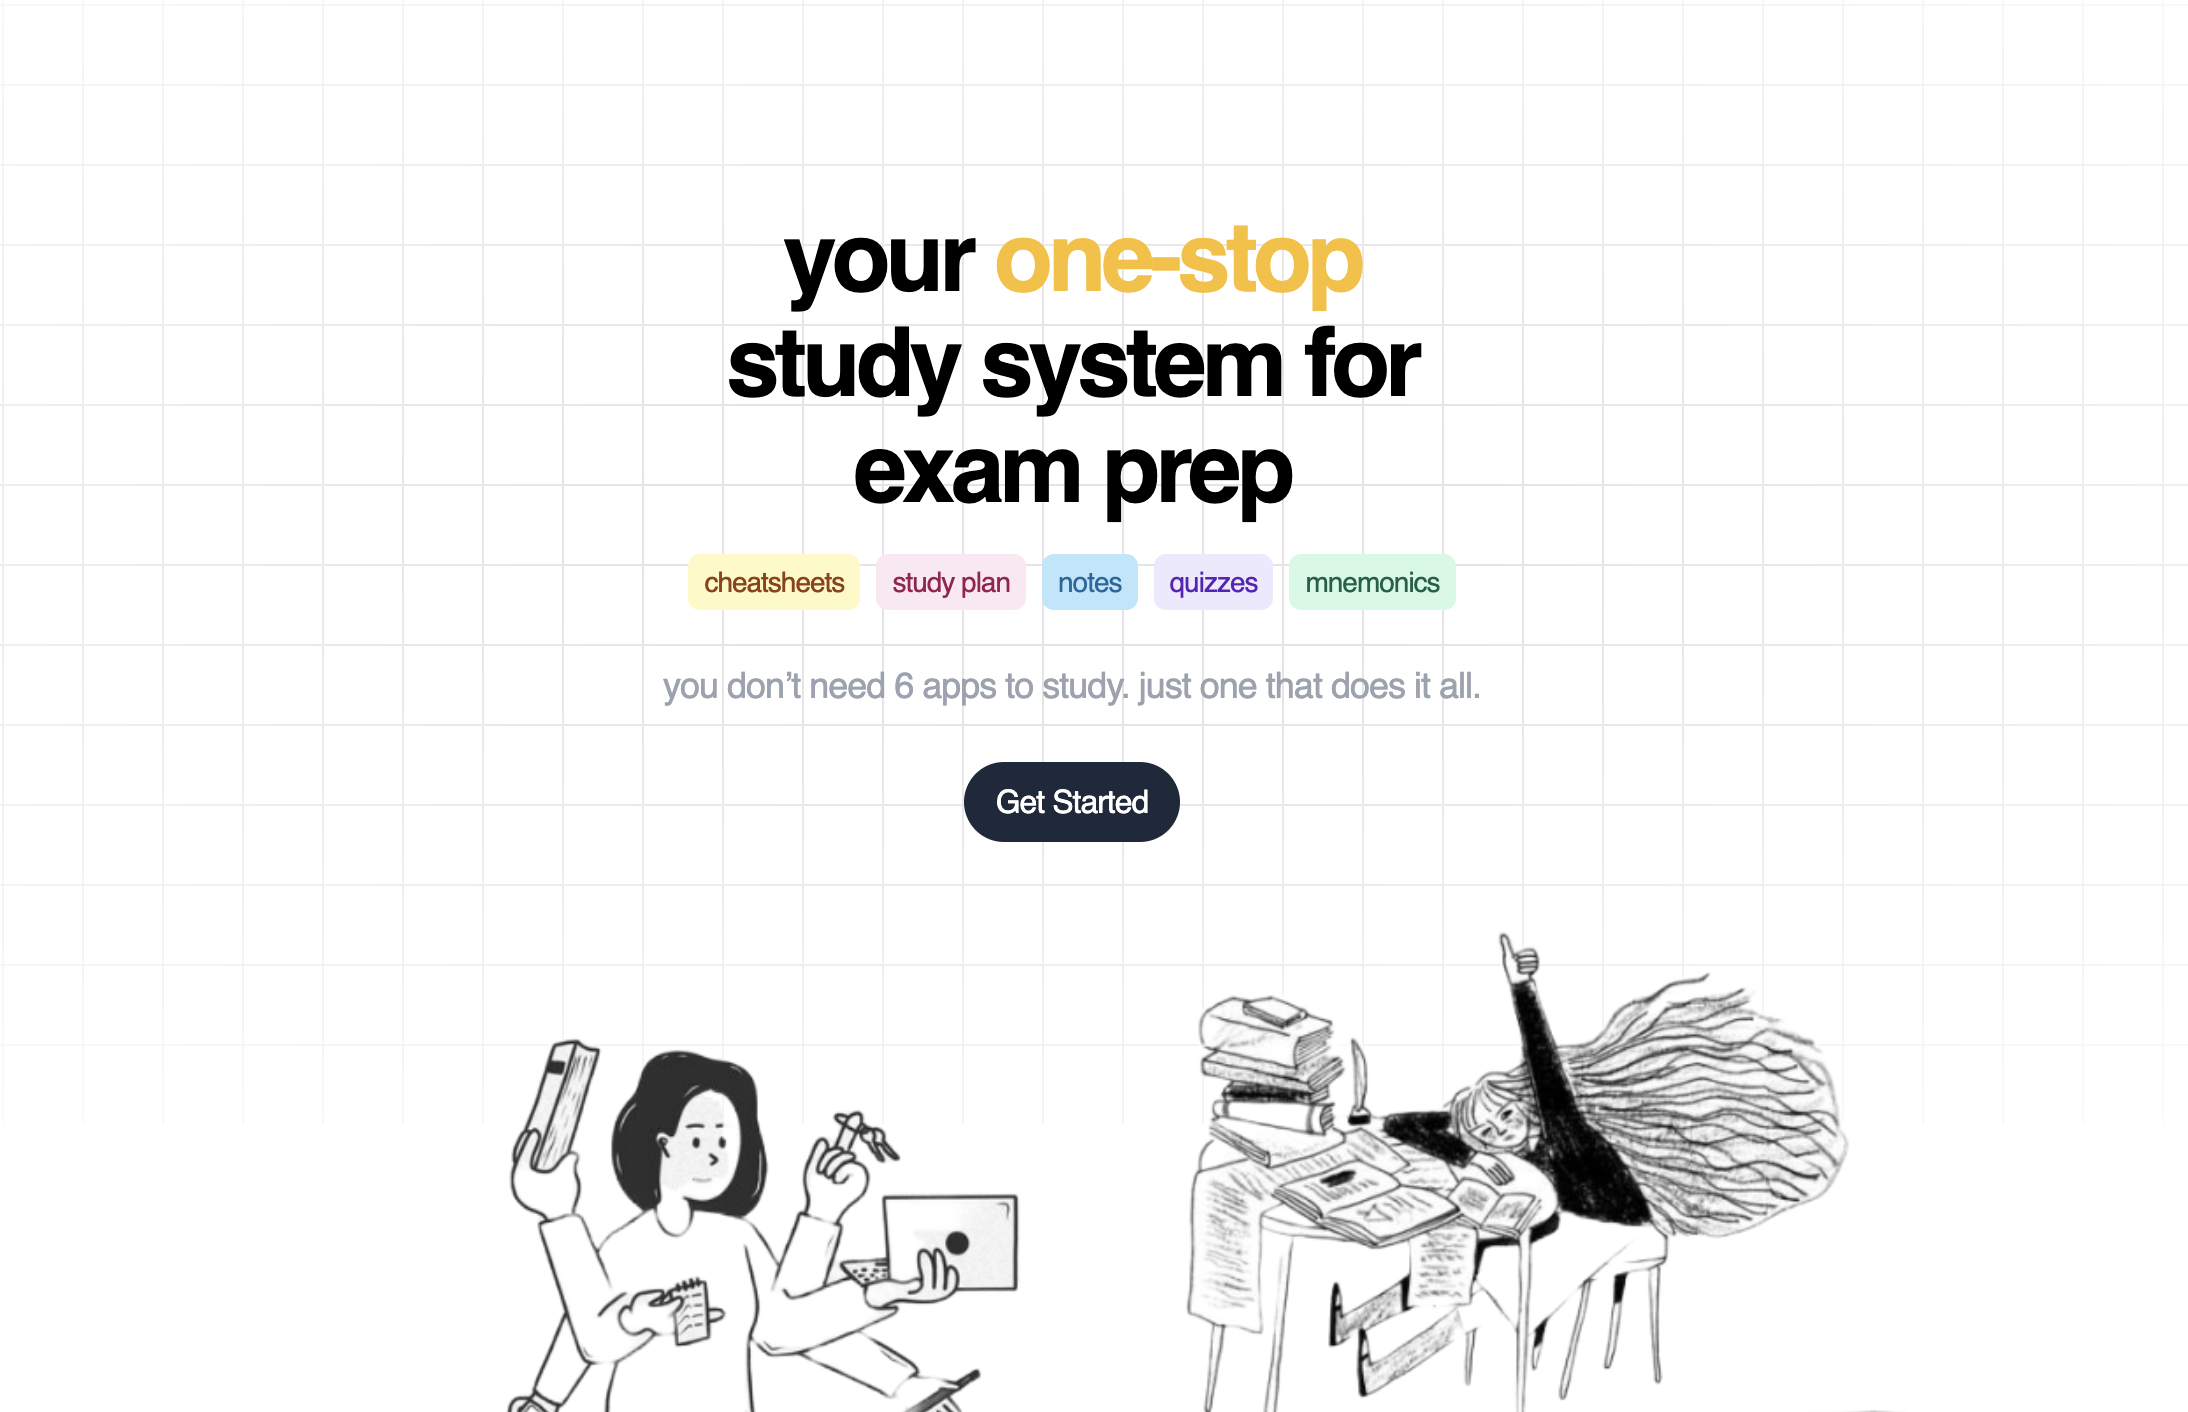 your one-stop
study system for
exam prep
cheatsheets study plan notes quizzes mnemonics
you don’t need 6 apps to study. just one that does it all.
Get Started